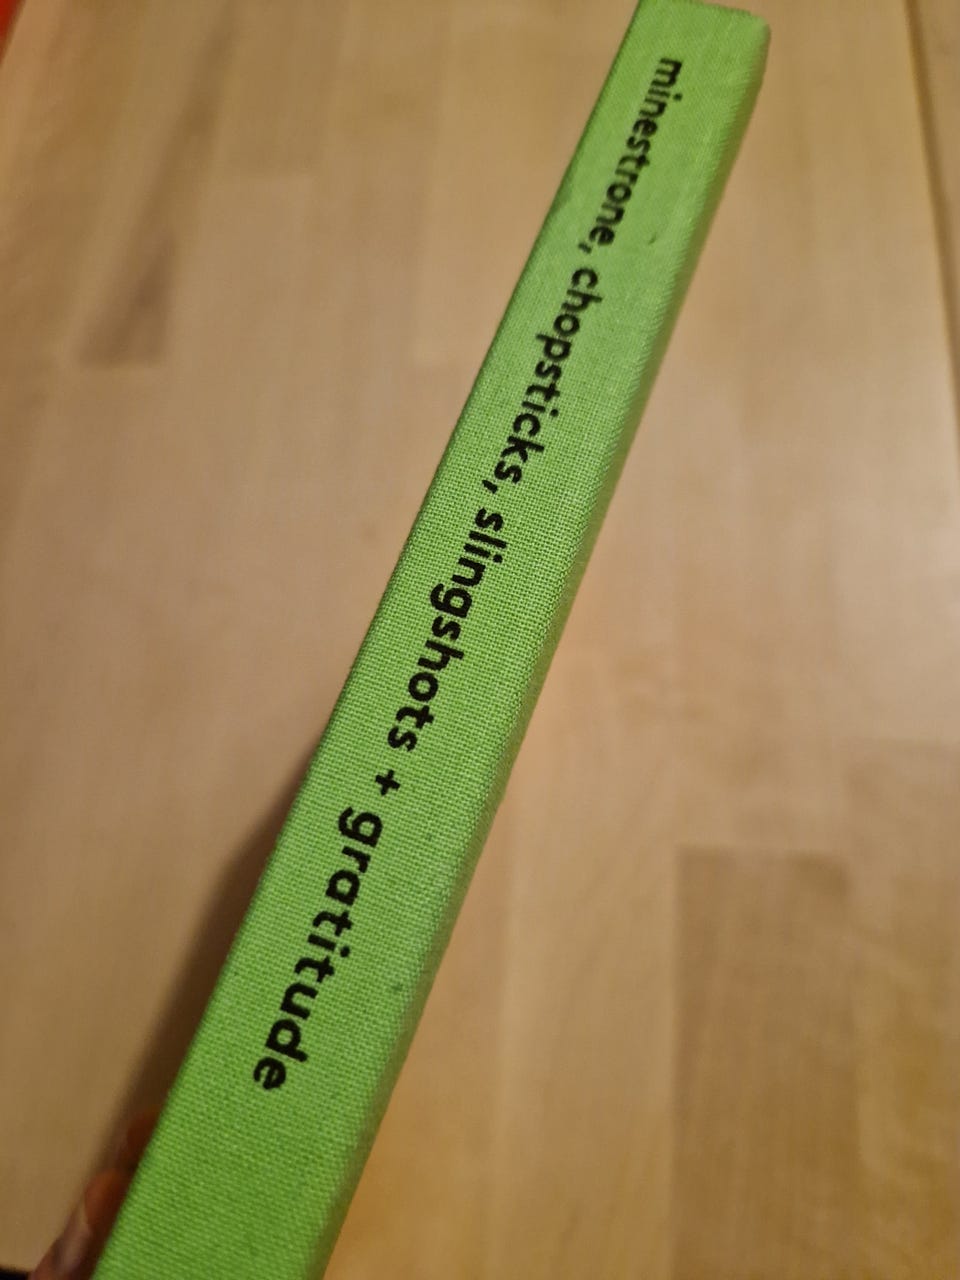 minestrone, chopsticks, slingshots + gratitude